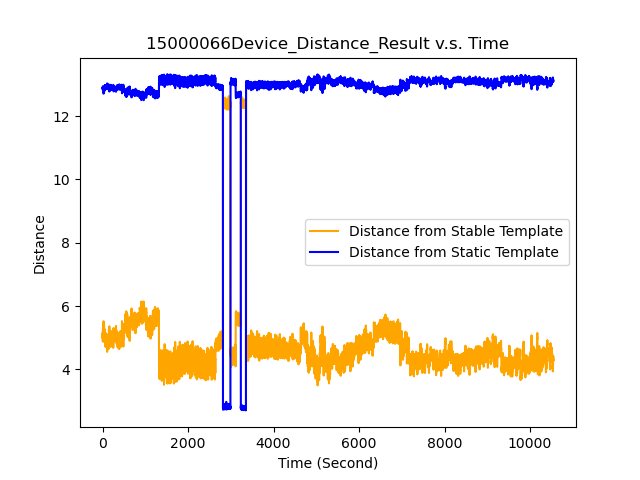 15000066Device_Distance_Result v.s. Time
Distance
12
10
8
6
4
Distance from Stable Template
Distance from Static Template
0
2000
4000
6000
8000
10000
Time (Second)